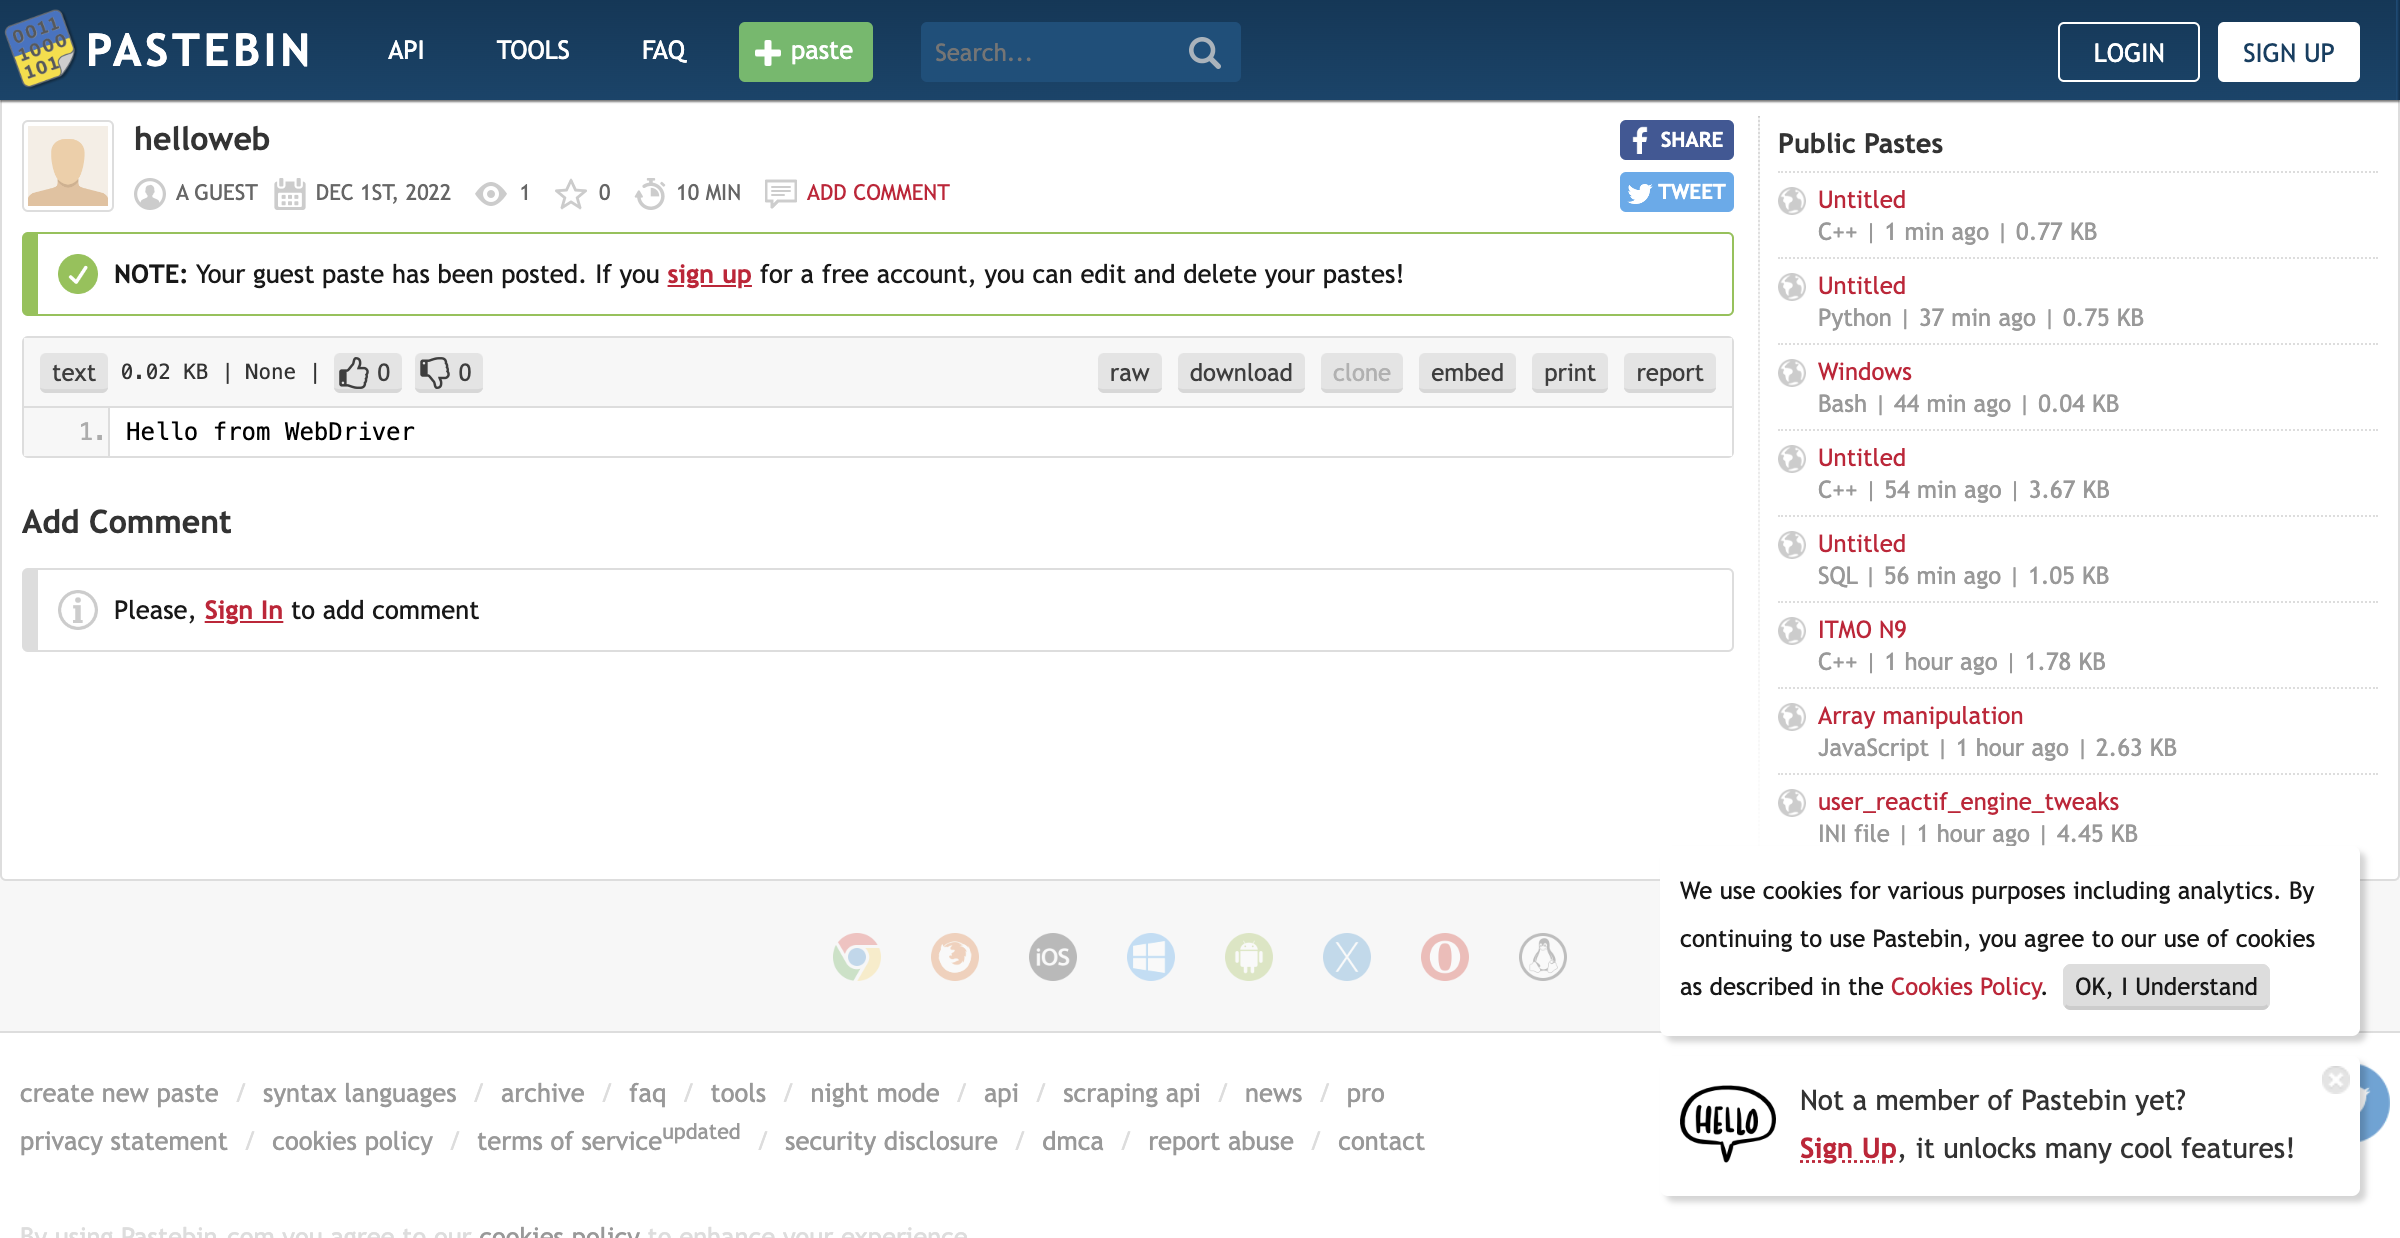 0011
1000
101
PASTEBIN
API
TOOLS
FAQ
paste
Search...
LOGIN
SIGN UP
helloweb
A GUEST
DEC 1ST, 2022
1
0
10 MIN
ADD COMMENT
SHARE
TWEET
NOTE: Your guest paste has been posted. If you sign up for a free account, you can edit and delete your pastes!
text
0.02 KB | None |
0
0
raw
download
clone
embed
print
report
1.
Hello from WebDriver
Add Comment
Please, Sign In to add comment
Public Pastes
Untitled
C++ | 1 min ago | 0.77 KB
Untitled
Python | 37 min ago | 0.75 KB
Windows
Bash | 44 min ago | 0.04 KB
Untitled
C++ | 54 min ago | 3.67 KB
Untitled
SQL | 56 min ago | 1.05 KB
ITMO N9
C++ | 1 hour ago | 1.78 KB
Array manipulation
JavaScript | 1 hour ago | 2.63 KB
user_reactif_engine_tweaks
INI file | 1 hour ago | 4.45 KB
We use cookies for various purposes including analytics. By
continuing to use Pastebin, you agree to our use of cookies
as described in the Cookies Policy. OK, I Understand
iOS
create new paste / syntax languages / archive / faq / tools / night mode / api / scraping api / news / pro
privacy statement / cookies policy / terms of service updated / security disclosure / dmca / report abuse / contact
HELLO
Not a member of Pastebin yet?
Sign Up, it unlocks many cool features!
By using Pastebin.com you agree to our cookies policy to enhance your experience